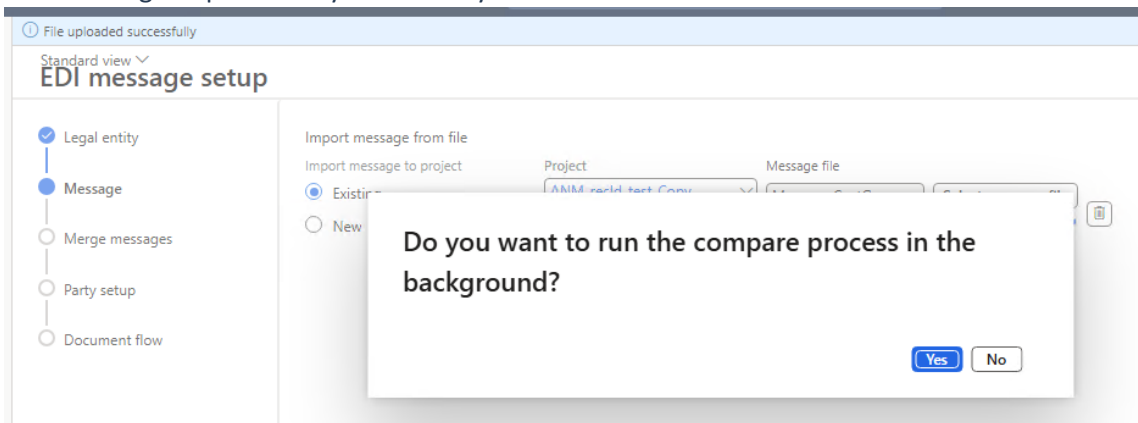 File uploaded successfully
Standard view
EDI message setup
Legal entity
Message
Merge messages
Party setup
Document flow
Import message from file
Import message to project
Project
Message file
Existing
ANM_recId_test_Copy
New
Do you want to run the compare process in the
background?
Yes
No